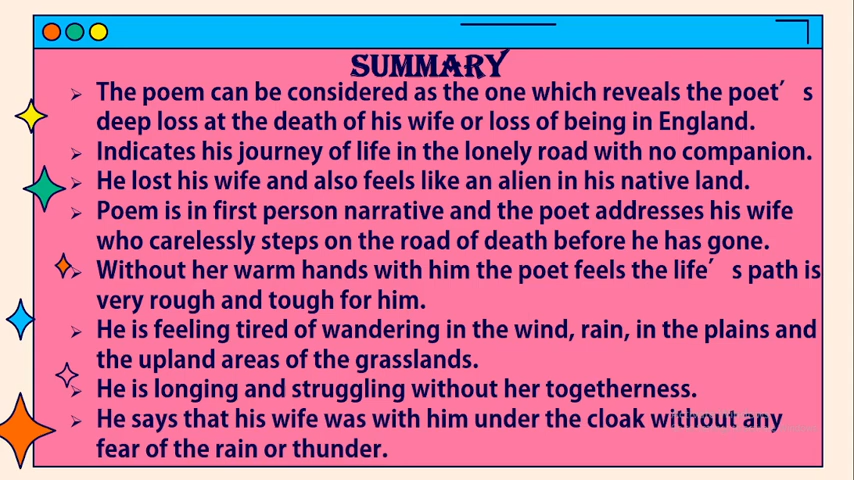 SUMMARY
➢ The poem can be considered as the one which reveals the poet’ s
deep loss at the death of his wife or loss of being in England.
➢ Indicates his journey of life in the lonely road with no companion.
➢ He lost his wife and also feels like an alien in his native land.
➢ Poem is in first person narrative and the poet addresses his wife
who carelessly steps on the road of death before he has gone.
➢ Without her warm hands with him the poet feels the life’ s path is
very rough and tough for him.
➢ He is feeling tired of wandering in the wind, rain, in the plains and
the upland areas of the grasslands.
➢ He is longing and struggling without her togetherness.
➢ He says that his wife was with him under the cloak without any
fear of the rain or thunder.